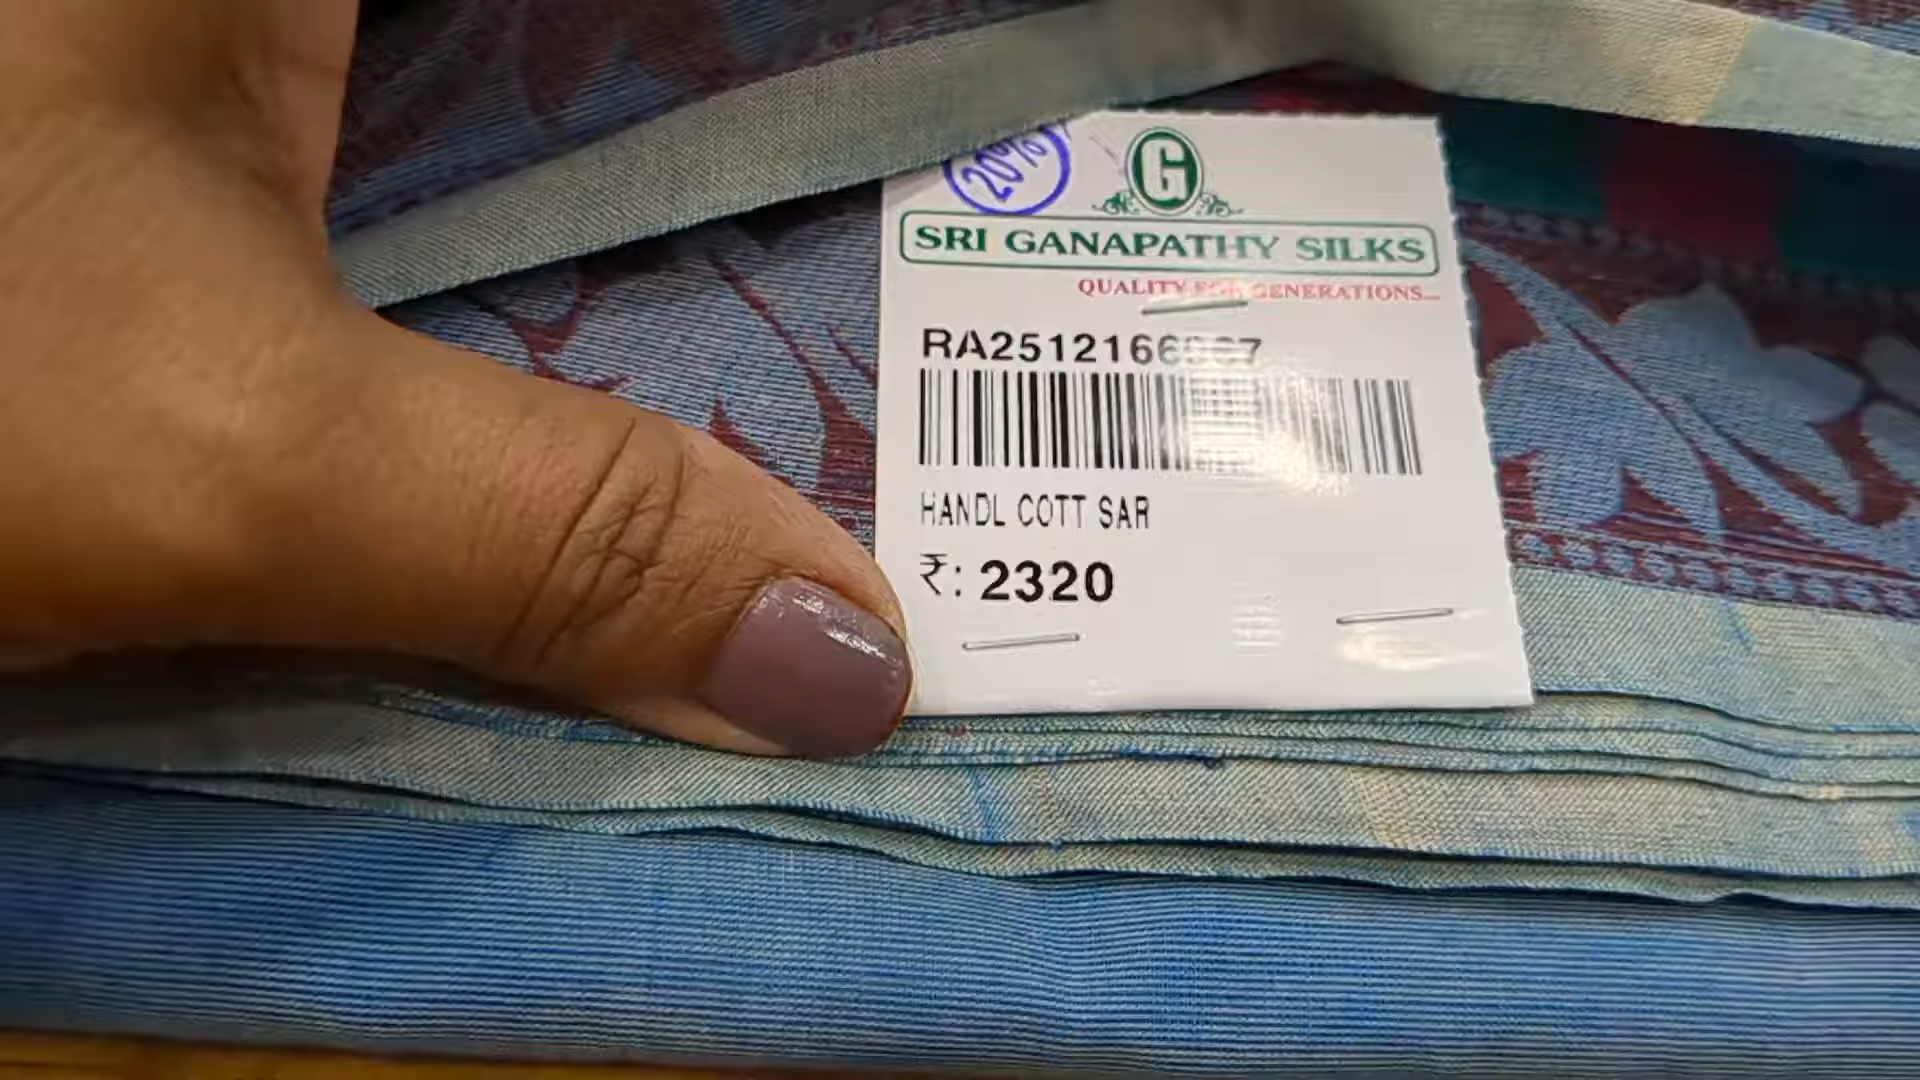 20%
G
SRI GANAPATHY SILKS
QUALITY FOR GENERATIONS...
HANDL COTT SAR
₹: 2320